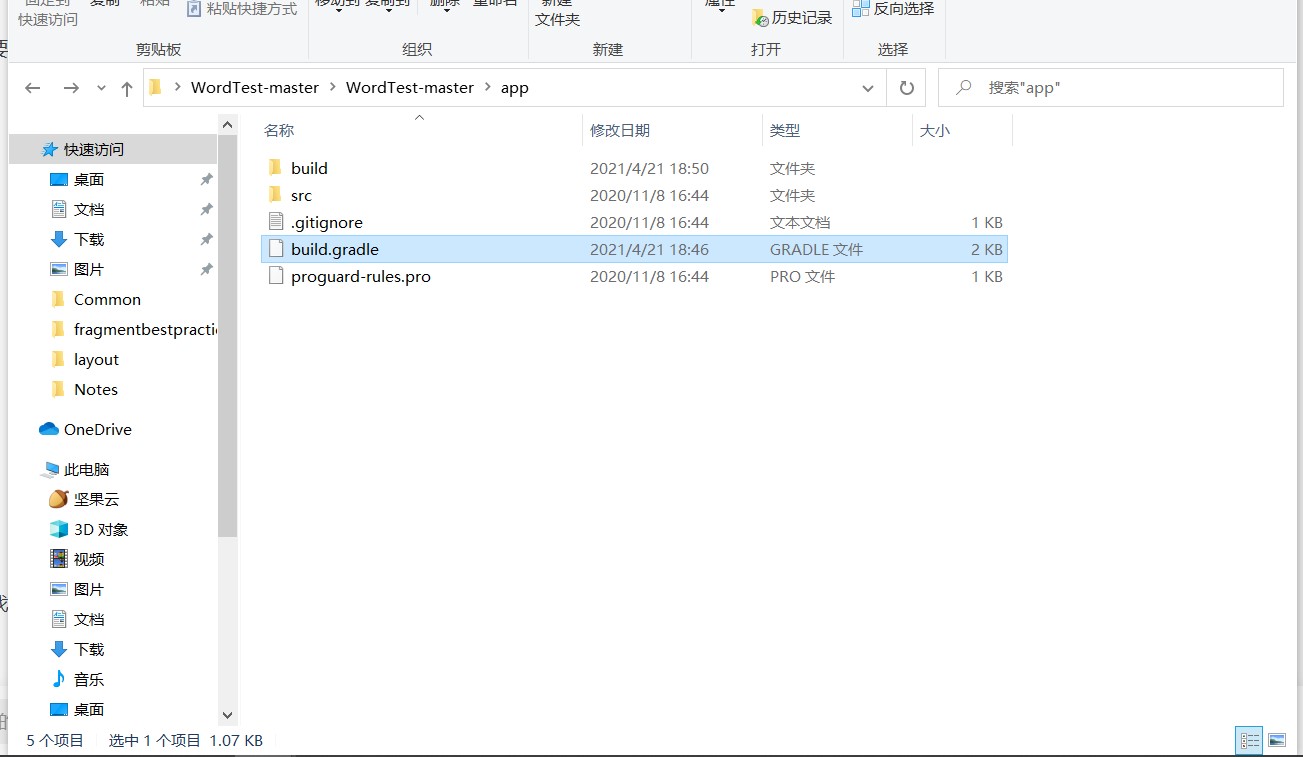 固定到 复制 粘贴 粘贴快捷方式 移动到 复制到 删除 重命名 新建 属性 历史记录 反向选择
快速访问 文件夹
剪贴板 组织 新建 打开 选择
WordTest-master > WordTest-master > app
搜索"app"
名称 修改日期 类型 大小
build 2021/4/21 18:50 文件夹
src 2020/11/8 16:44 文件夹
.gitignore 2020/11/8 16:44 文本文档 1 KB
build.gradle 2021/4/21 18:46 GRADLE 文件 2 KB
proguard-rules.pro 2020/11/8 16:44 PRO 文件 1 KB
快速访问
桌面
文档
下载
图片
Common
fragmentbestpracti
layout
Notes
OneDrive
此电脑
坚果云
3D 对象
视频
图片
文档
下载
音乐
桌面
5 个项目 选中 1 个项目 1.07 KB